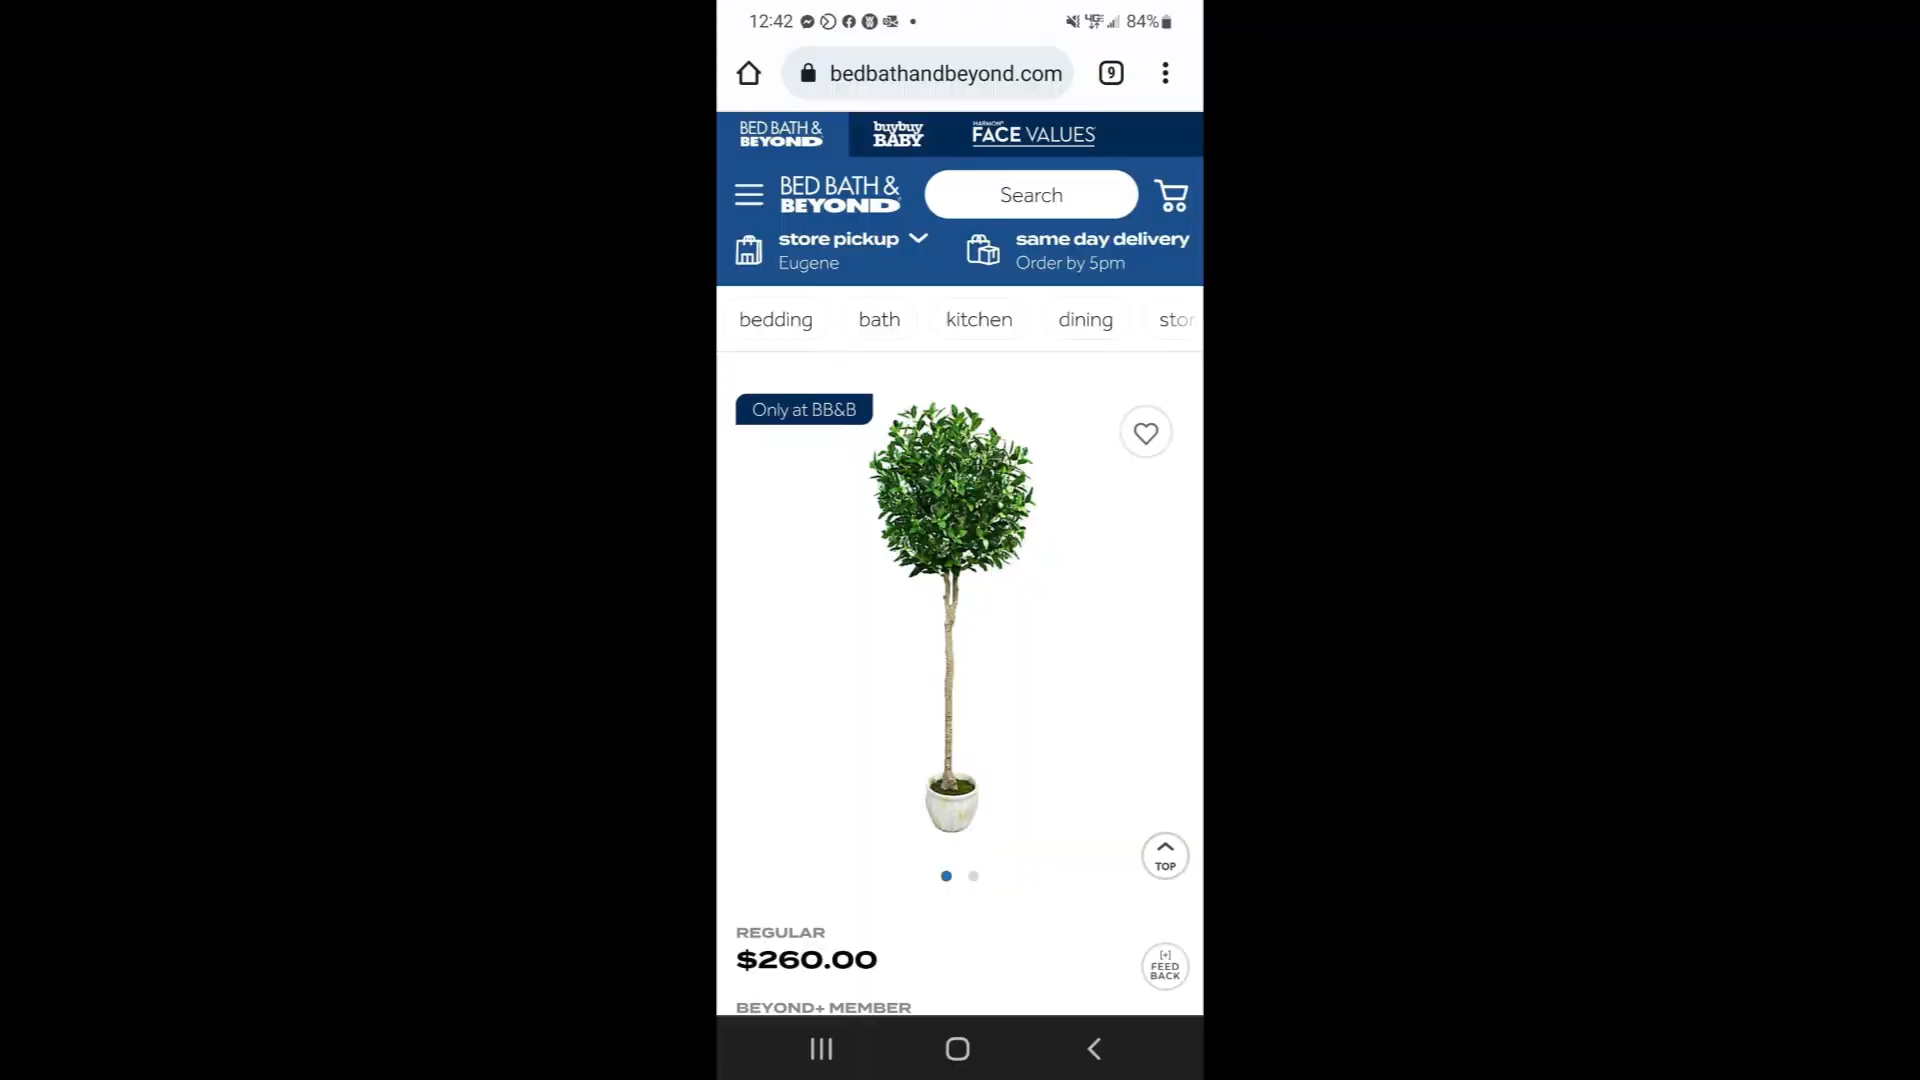 12:42 84%
bedbathandbeyond.com 9
BED BATH &
BEYOND
buybuy
BABY
HARMON®
FACE VALUES
BED BATH &
BEYOND
Search
store pickup
Eugene
same day delivery
Order by 5pm
bedding bath kitchen dining stor
Only at BB&B
TOP
REGULAR
$260.00
[+]
FEED
BACK
BEYOND+ MEMBER